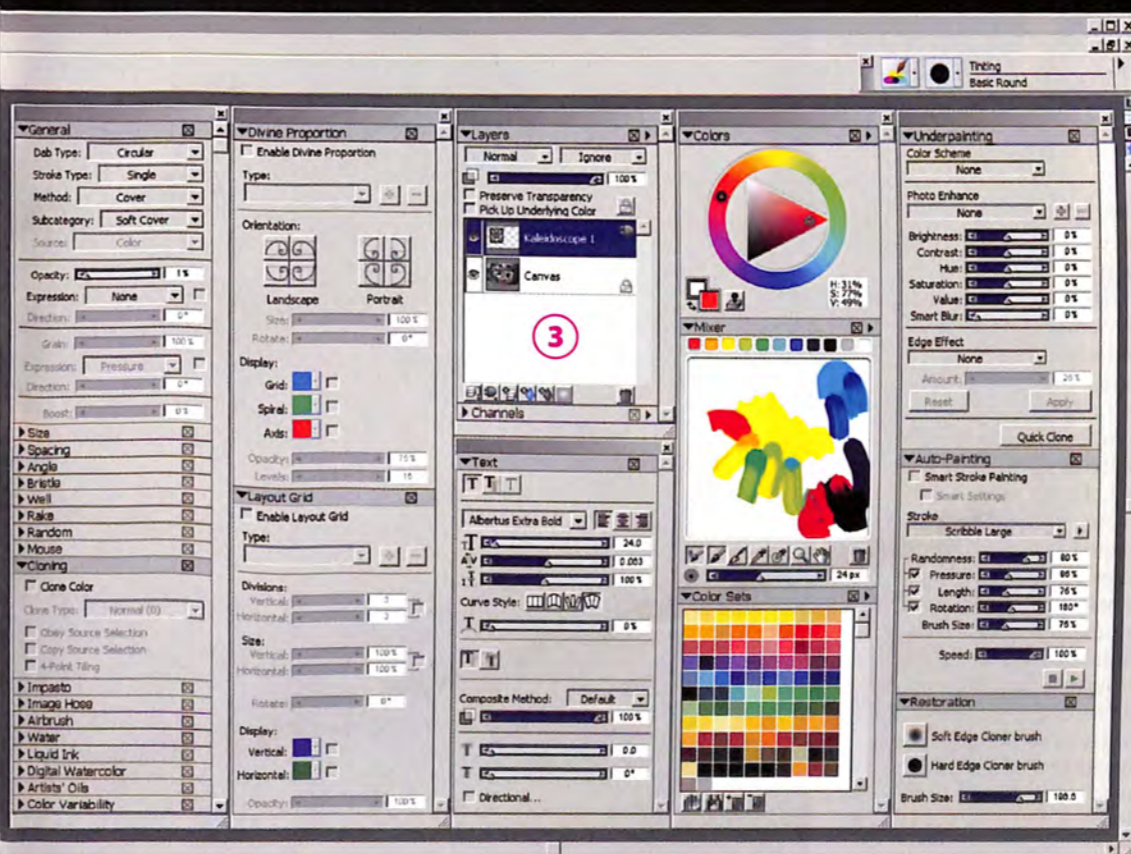 Tinting
Basic Round
General
Dab Type: Circular
Stroke Type: Single
Method: Cover
Subcategory: Soft Cover
Source: Color
Opacity: 1%
Expression: None
Direction: 0°
Grain: 100%
Expression: Pressure
Direction: 0°
Boost: 0%
Size
Spacing
Angle
Bristle
Well
Rake
Random
Mouse
Cloning
Clone Color
Clone Type: Normal (0)
Obey Source Selection
Copy Source Selection
4-Point Tiling
Impasto
Image Hose
Airbrush
Water
Liquid Ink
Digital Watercolor
Artists' Oils
Color Variability
Divine Proportion
Enable Divine Proportion
Type:
Orientation:
Landscape Portrait
Size: 100%
Rotate: 0°
Display:
Grid:
Spiral:
Axis:
Opacity: 75%
Levels:
Layout Grid
Enable Layout Grid
Type:
Divisions:
Vertical: 3
Horizontal: 3
Size:
Vertical: 100%
Horizontal: 100%
Rotate: 0°
Display:
Vertical:
Horizontal:
Opacity: 100%
Layers
Normal Ignore
100%
Preserve Transparency
Pick Up Underlying Color
Kaleidoscope 1
Canvas
3
Channels
Text
T T T
Albertus Extra Bold
24.0
0.003
100%
Curve Style:
0%
T T
Composite Method: Default
100%
T 0.0
T 0°
Directional...
Colors
H: 31%
S: 77%
V: 49%
Mixer
24 px
Color Sets
Underpainting
Color Scheme
None
Photo Enhance
None
Brightness: 0%
Contrast: 0%
Hue: 0%
Saturation: 0%
Value: 0%
Smart Blur: 0%
Edge Effect
None
Amount:
Reset Apply
Quick Clone
Auto-Painting
Smart Stroke Painting
Smart Settings
Stroke
Scribble Large
Randomness: 80%
Pressure:
Length: 76%
Rotation: 180°
Brush Size: 76%
Speed: 100%
Restoration
Soft Edge Cloner brush
Hard Edge Cloner brush
Brush Size: